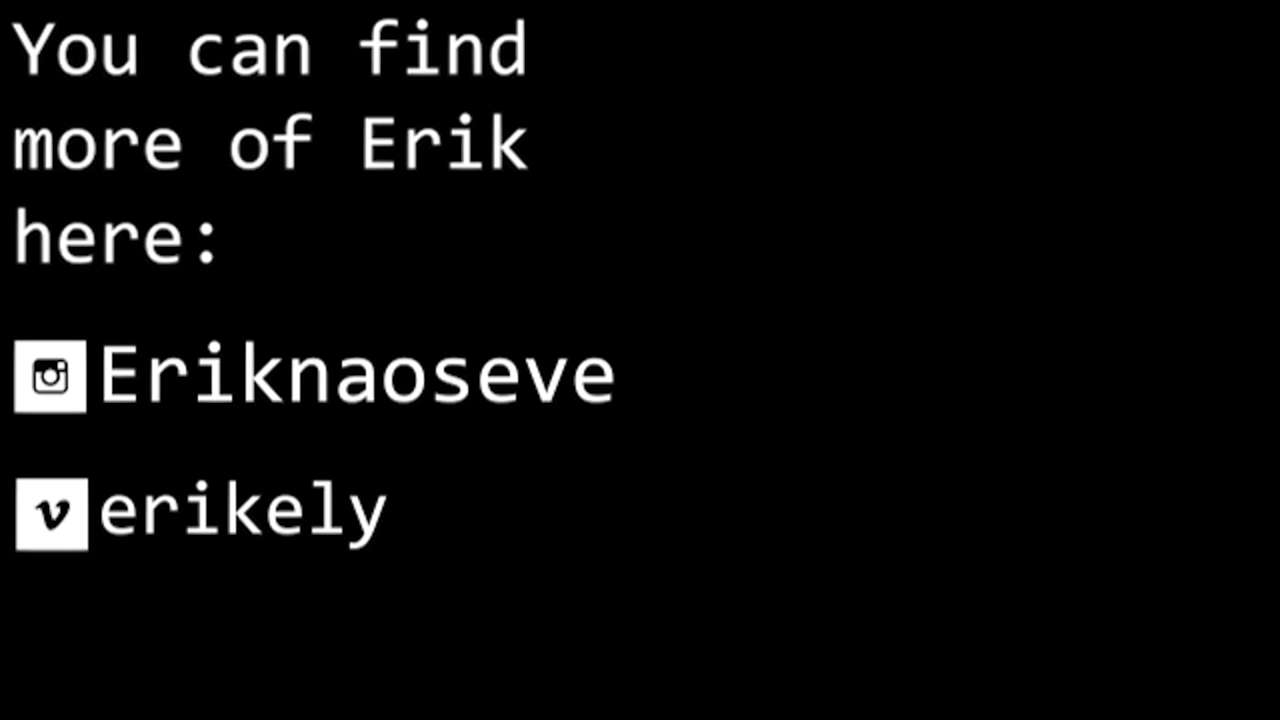 You can find
more of Erik
here:
Eriknaoseve
erikely